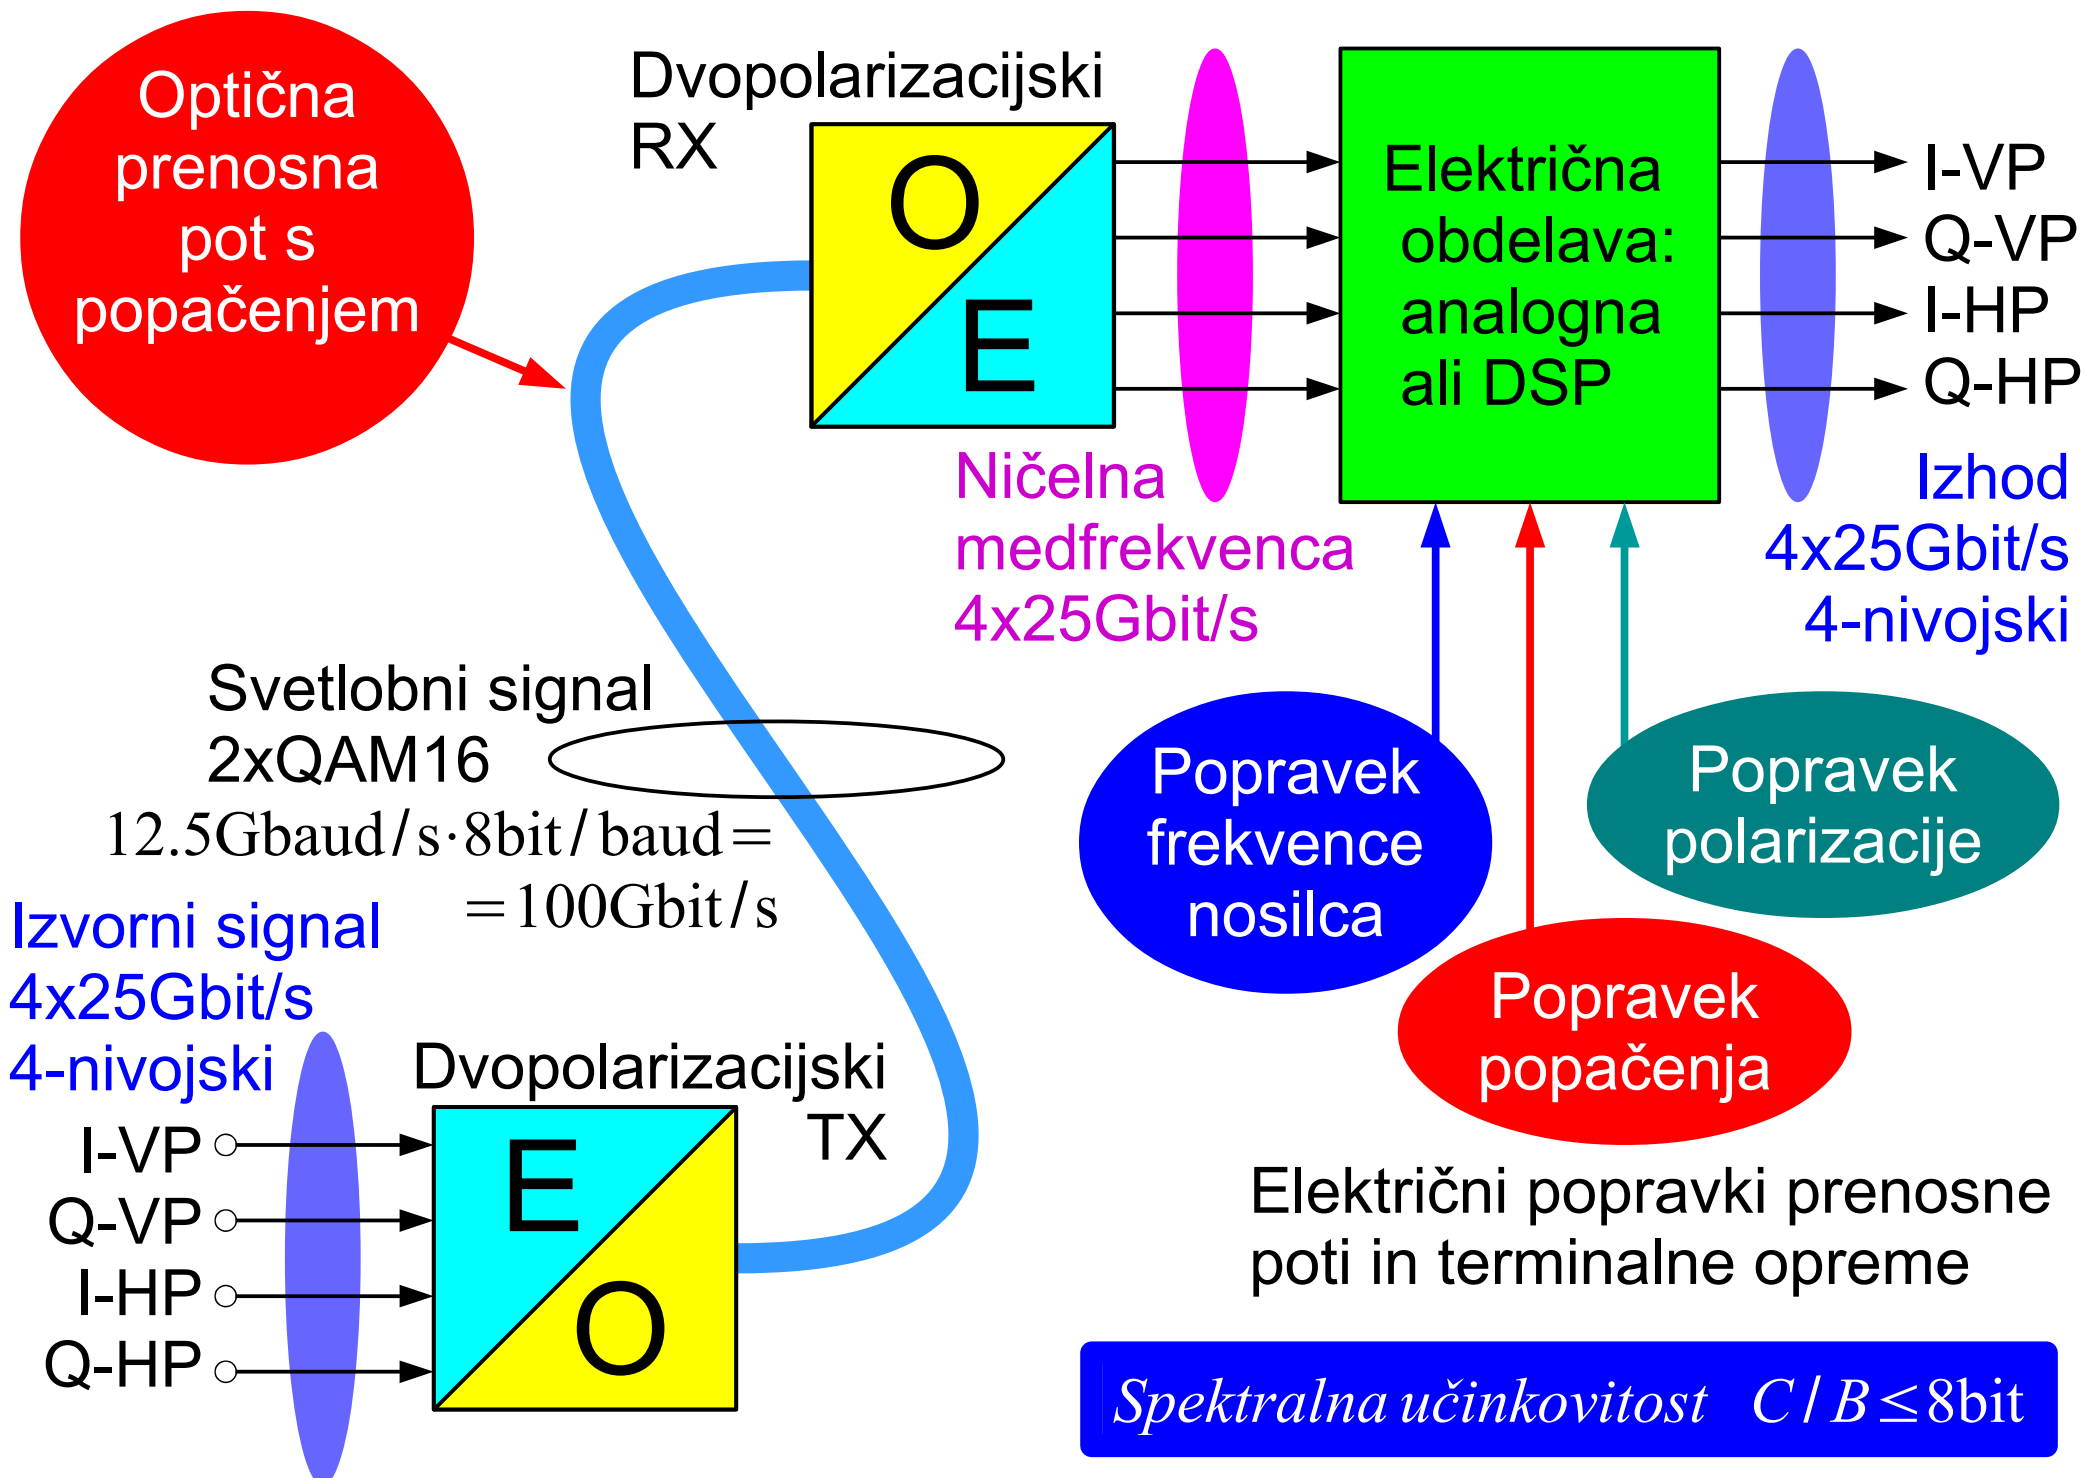 Optična
prenosna
pot s
popačenjem
Dvopolarizacijski
RX
O
E
Električna
obdelava:
analogna
ali DSP
I-VP
Q-VP
I-HP
Q-HP
Ničelna
medfrekvenca
4x25Gbit/s
Izhod
4x25Gbit/s
4-nivojski
Svetlobni signal
2xQAM16
12.5Gbaud/s·8bit/baud=
=100Gbit/s
Popravek
frekvence
nosilca
Popravek
polarizacije
Popravek
popačenja
Izvorni signal
4x25Gbit/s
4-nivojski
I-VP
Q-VP
I-HP
Q-HP
Dvopolarizacijski
TX
E
O
Električni popravki prenosne
poti in terminalne opreme
Spektralna učinkovitost C/B≤8bit